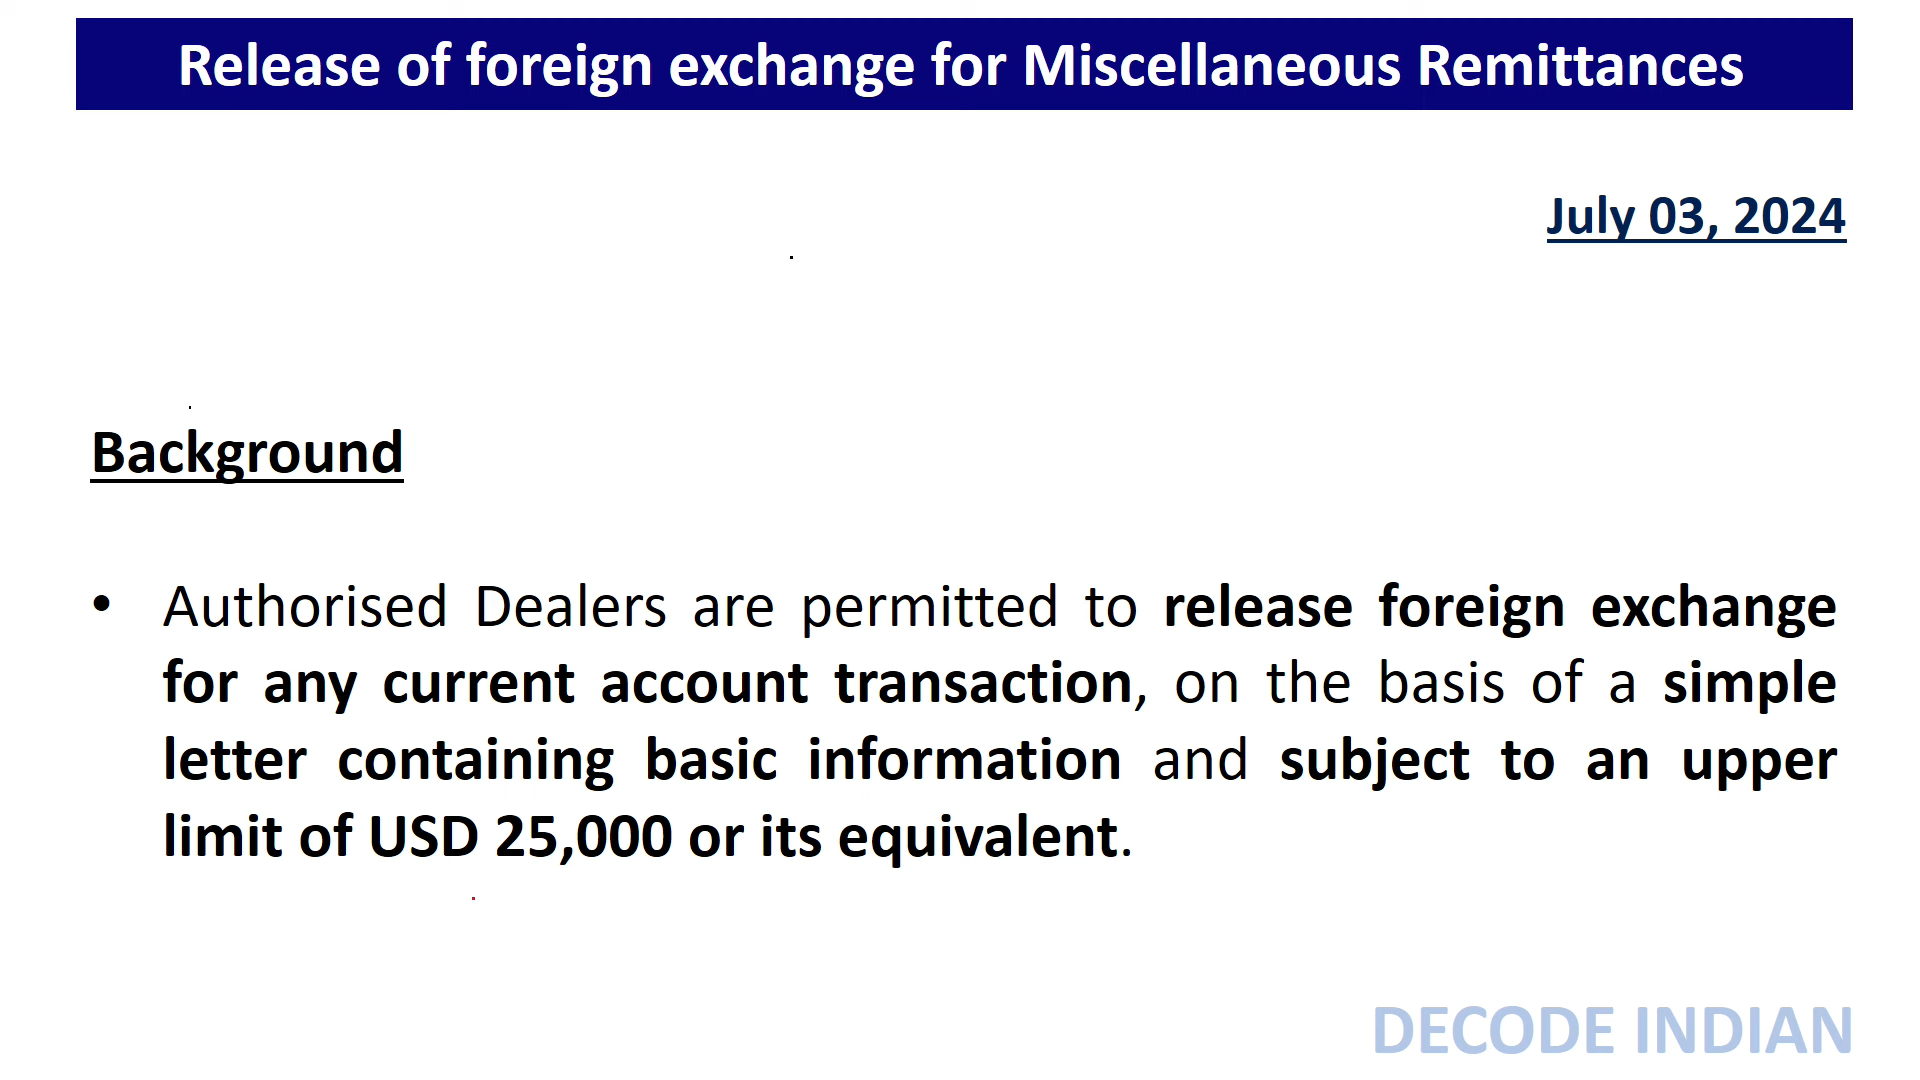 Release of foreign exchange for Miscellaneous Remittances
July 03, 2024
Background
• Authorised Dealers are permitted to release foreign exchange
for any current account transaction, on the basis of a simple
letter containing basic information and subject to an upper
limit of USD 25,000 or its equivalent.
DECODE INDIAN